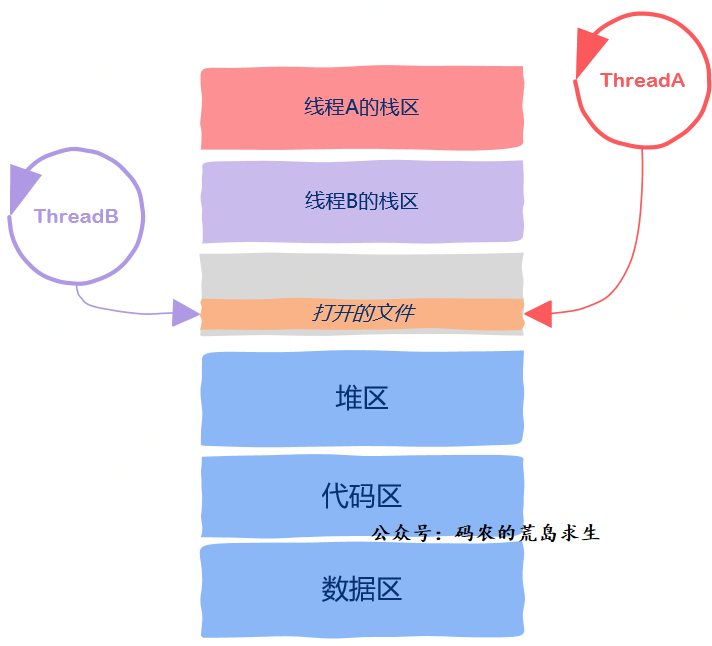 ThreadA
线程A的栈区
线程B的栈区
ThreadB
打开的文件
堆区
代码区
公众号：码农的荒岛求生
数据区